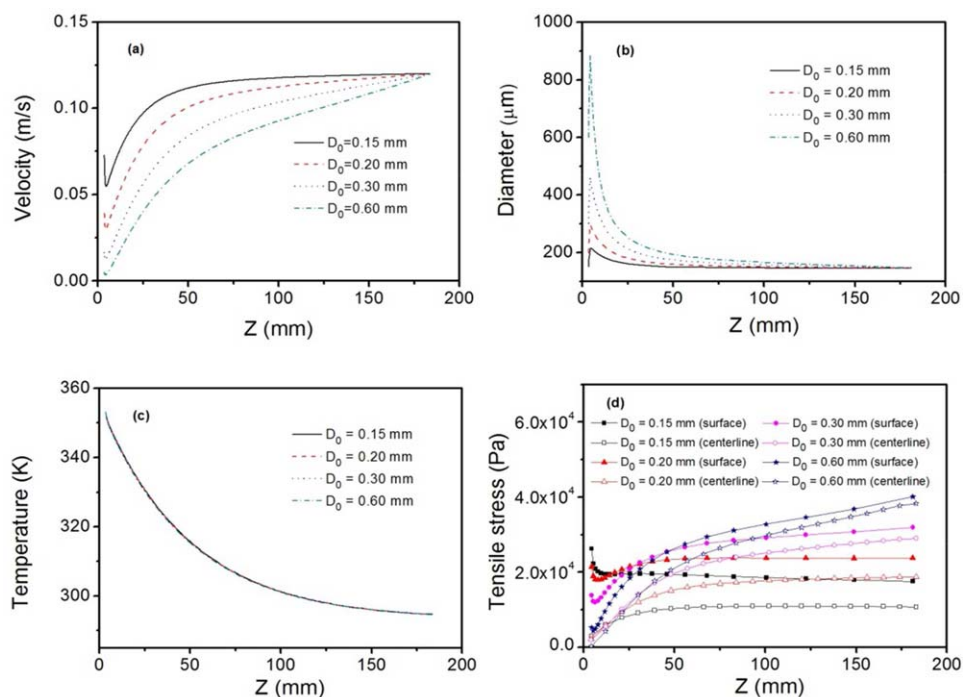 0.15
(a)
0.10
0.05
0.00
Velocity (m/s)
D₀=0.15 mm
D₀=0.20 mm
D₀=0.30 mm
D₀=0.60 mm
0 50 100 150 200
Z (mm)
1000
(b)
800
600
400
200
Diameter (μm)
D₀ = 0.15 mm
D₀ = 0.20 mm
D₀ = 0.30 mm
D₀ = 0.60 mm
0 50 100 150 200
Z (mm)
360
(c)
340
320
300
Temperature (K)
D₀ = 0.15 mm
D₀ = 0.20 mm
D₀ = 0.30 mm
D₀ = 0.60 mm
0 50 100 150 200
Z (mm)
(d)
6.0x10⁴
4.0x10⁴
2.0x10⁴
0.0
Tensile stress (Pa)
D₀ = 0.15 mm (surface) D₀ = 0.30 mm (surface)
D₀ = 0.15 mm (centerline) D₀ = 0.30 mm (centerline)
D₀ = 0.20 mm (surface) D₀ = 0.60 mm (surface)
D₀ = 0.20 mm (centerline) D₀ = 0.60 mm (centerline)
0 50 100 150 200
Z (mm)